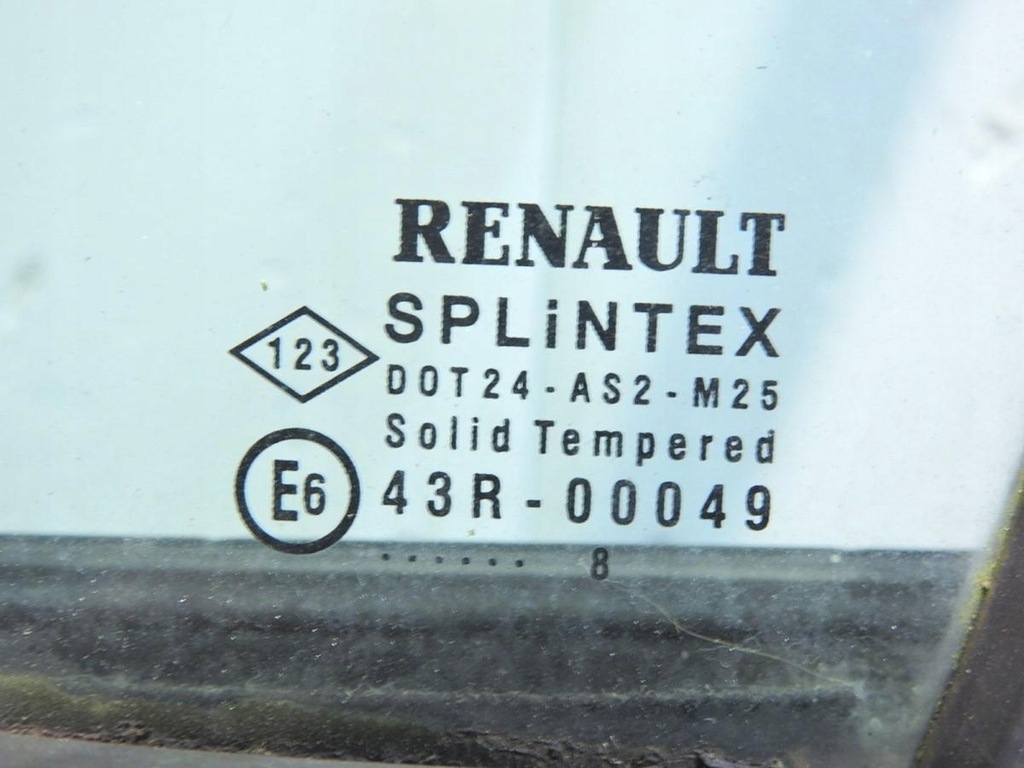 RENAULT
SPLiNTEX
123
DOT24-AS2-M25
Solid Tempered
E6
43R-00049
...... 8